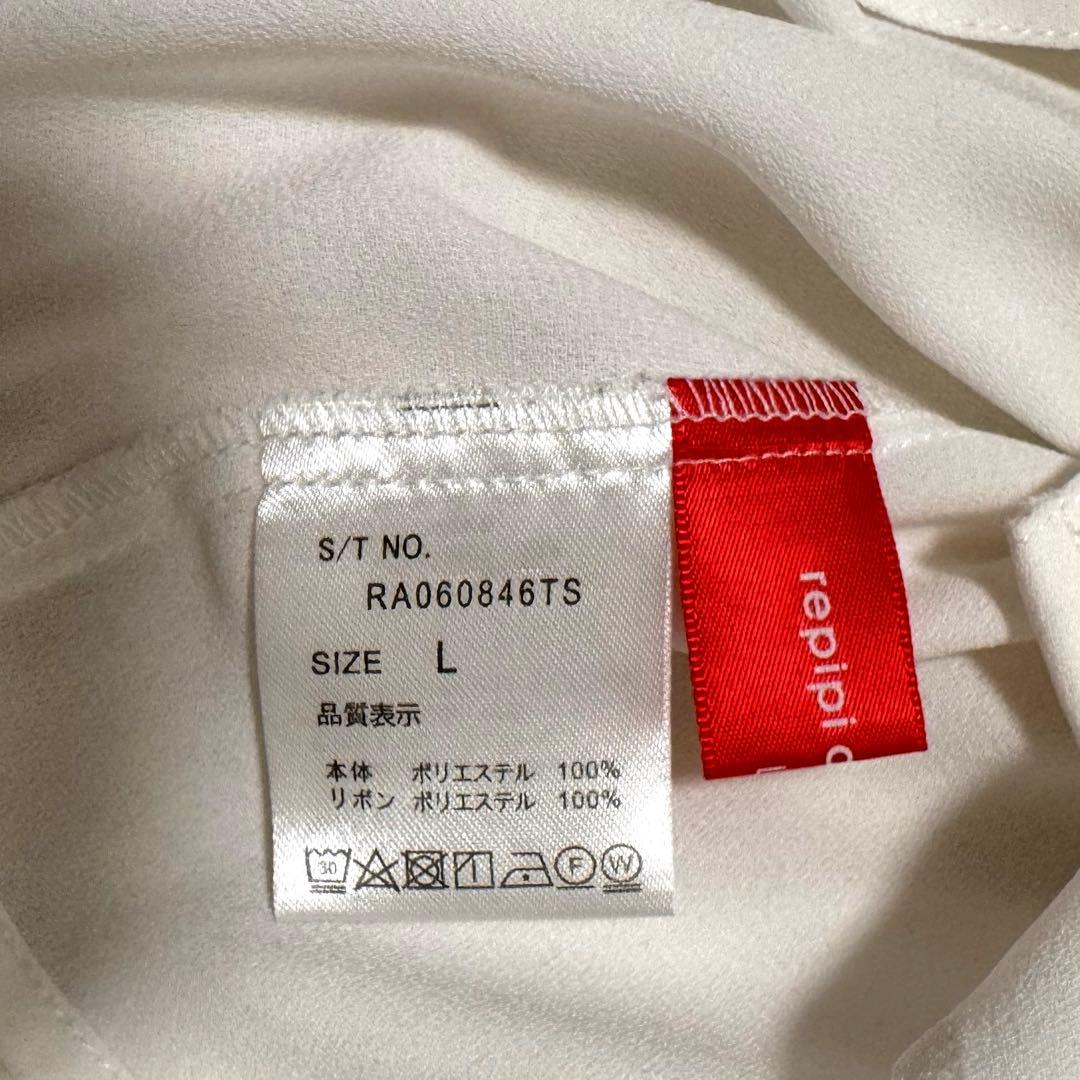 S/T NO.
RA060846TS
SIZE L
品質表示
本体 ポリエステル 100%
リボン ポリエステル 100%
30 F W
repipi